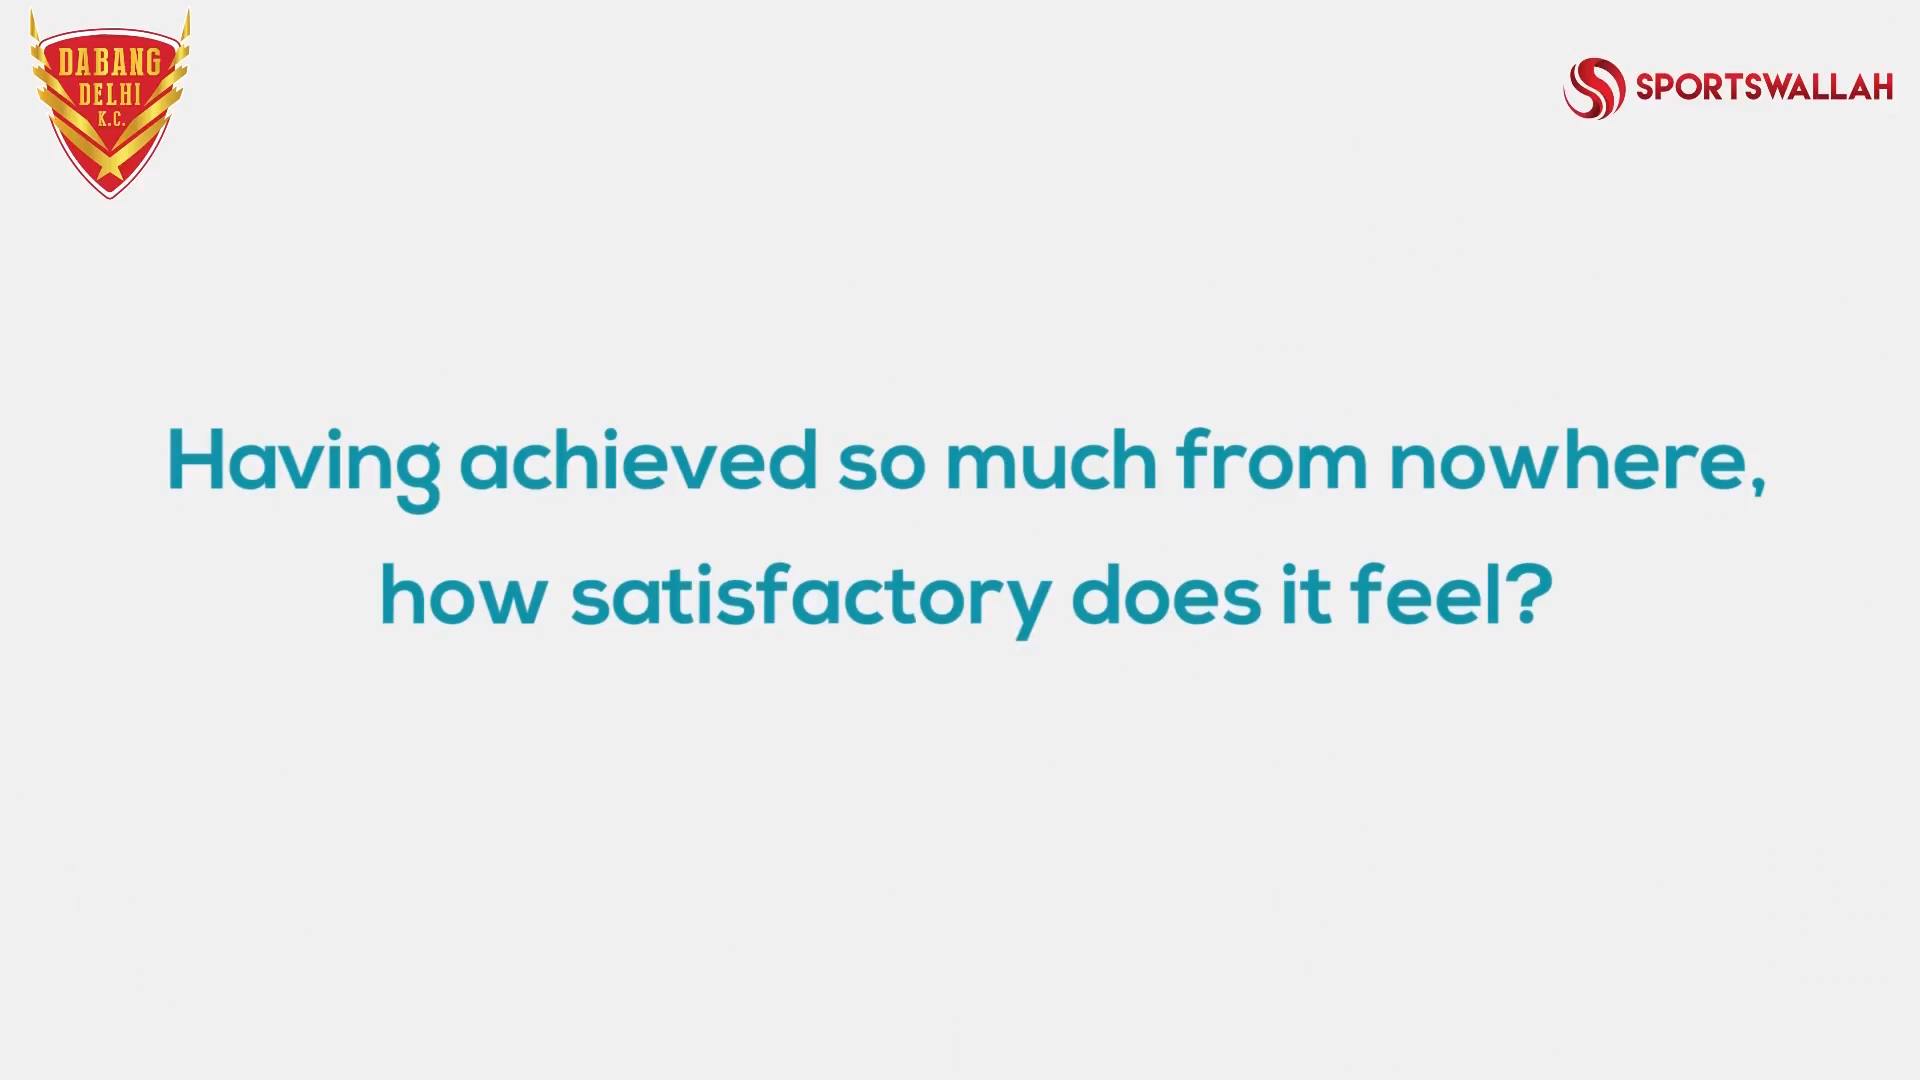 DABANG
DELHI
K.C.
SPORTSWALLAH
Having achieved so much from nowhere,
how satisfactory does it feel?